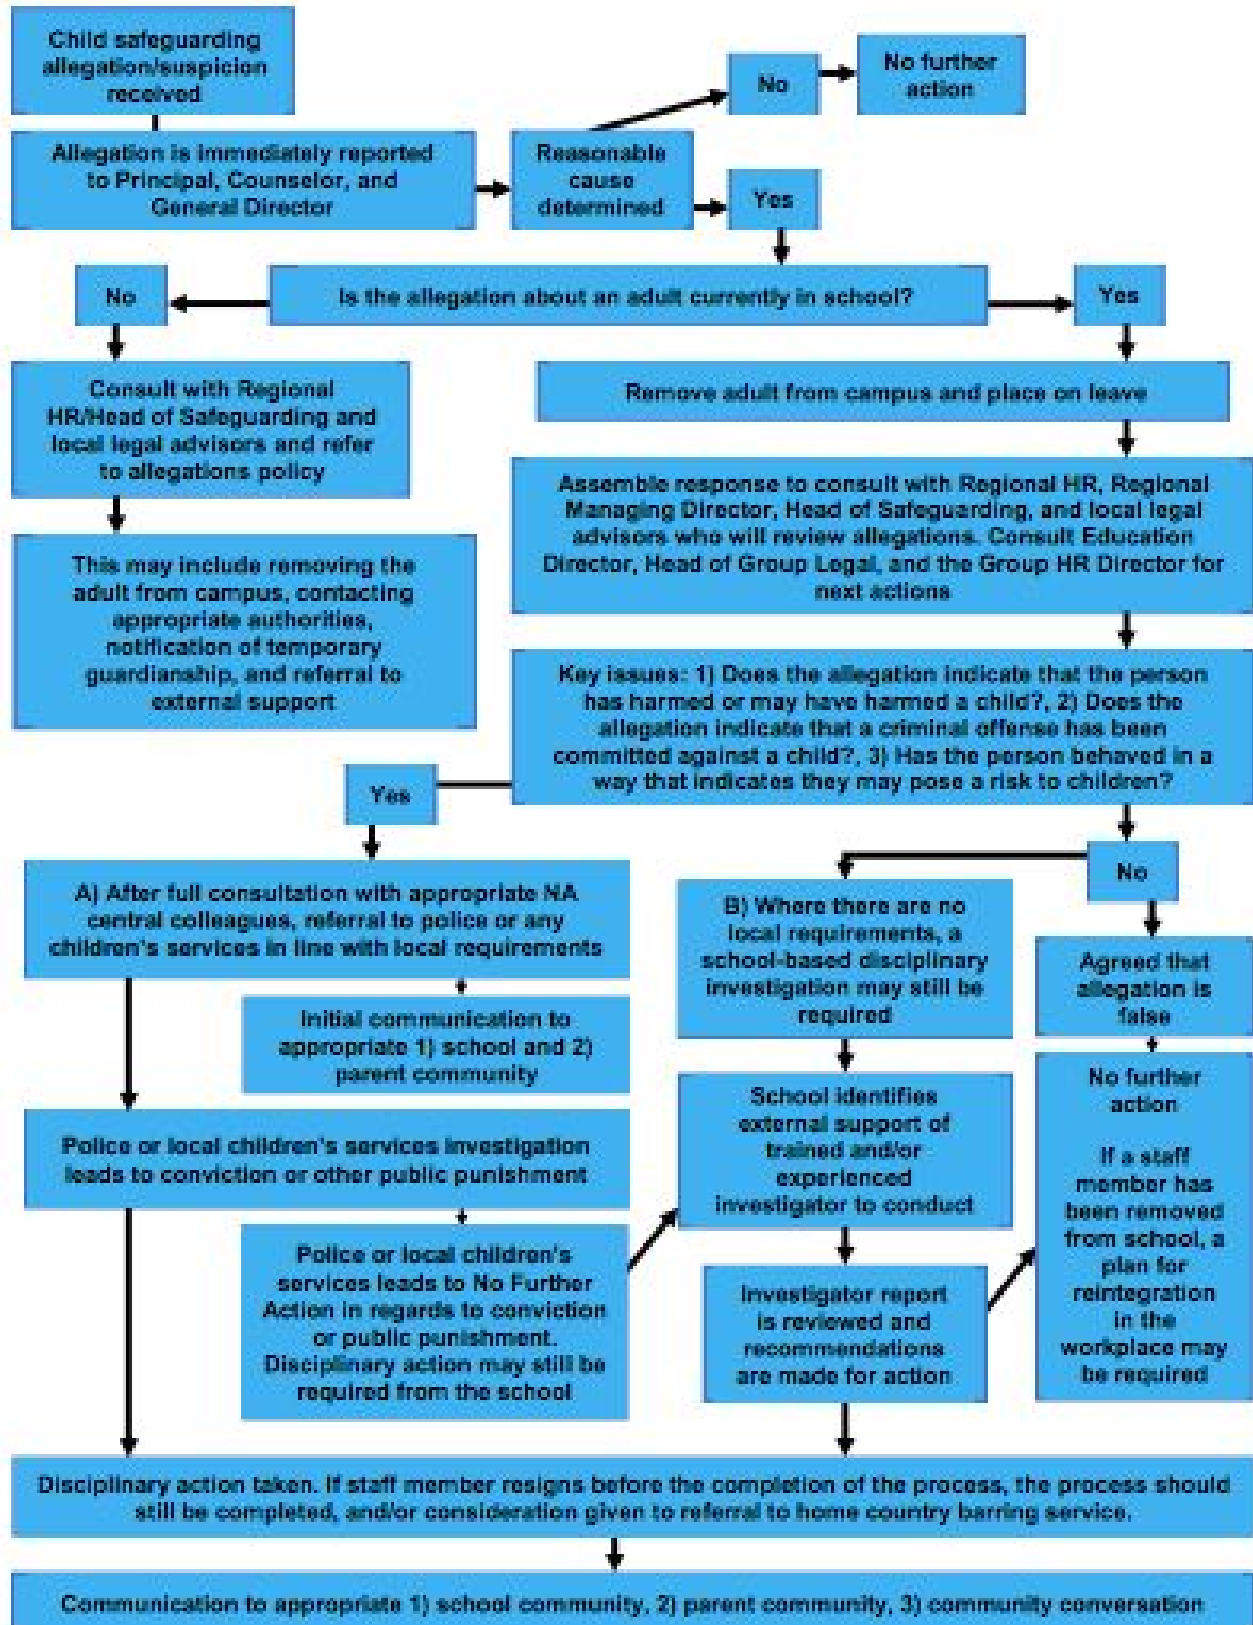 Child safeguarding
allegation/suspicion
received
No
No further
action
Allegation is immediately reported
to Principal, Counselor, and
General Director
Reasonable
cause
determined
Yes
No
Is the allegation about an adult currently in school?
Yes
Consult with Regional
HR/Head of Safeguarding and
local legal advisors and refer
to allegations policy
Remove adult from campus and place on leave
Assemble response to consult with Regional HR, Regional
Managing Director, Head of Safeguarding, and local legal
advisors who will review allegations. Consult Education
Director, Head of Group Legal, and the Group HR Director for
next actions
This may include removing the
adult from campus, contacting
appropriate authorities,
notification of temporary
guardianship, and referral to
external support
Key issues: 1) Does the allegation indicate that the person
has harmed or may have harmed a child?, 2) Does the
allegation indicate that a criminal offense has been
committed against a child?, 3) Has the person behaved in a
way that indicates they may pose a risk to children?
Yes
No
A) After full consultation with appropriate NA
central colleagues, referral to police or any
children's services in line with local requirements
B) Where there are no
local requirements, a
school-based disciplinary
investigation may still be
required
Agreed that
allegation is
false
Initial communication to
appropriate 1) school and 2)
parent community
School identifies
external support of
trained and/or
experienced
investigator to conduct
No further
action
If a staff
member has
been removed
from school, a
plan for
reintegration
in the
workplace may
be required
Police or local children's services investigation
leads to conviction or other public punishment
Police or local children's
services leads to No Further
Action in regards to conviction
or public punishment.
Disciplinary action may still be
required from the school
Investigator report
is reviewed and
recommendations
are made for action
Disciplinary action taken. If staff member resigns before the completion of the process, the process should
still be completed, and/or consideration given to referral to home country barring service.
Communication to appropriate 1) school community, 2) parent community, 3) community conversation